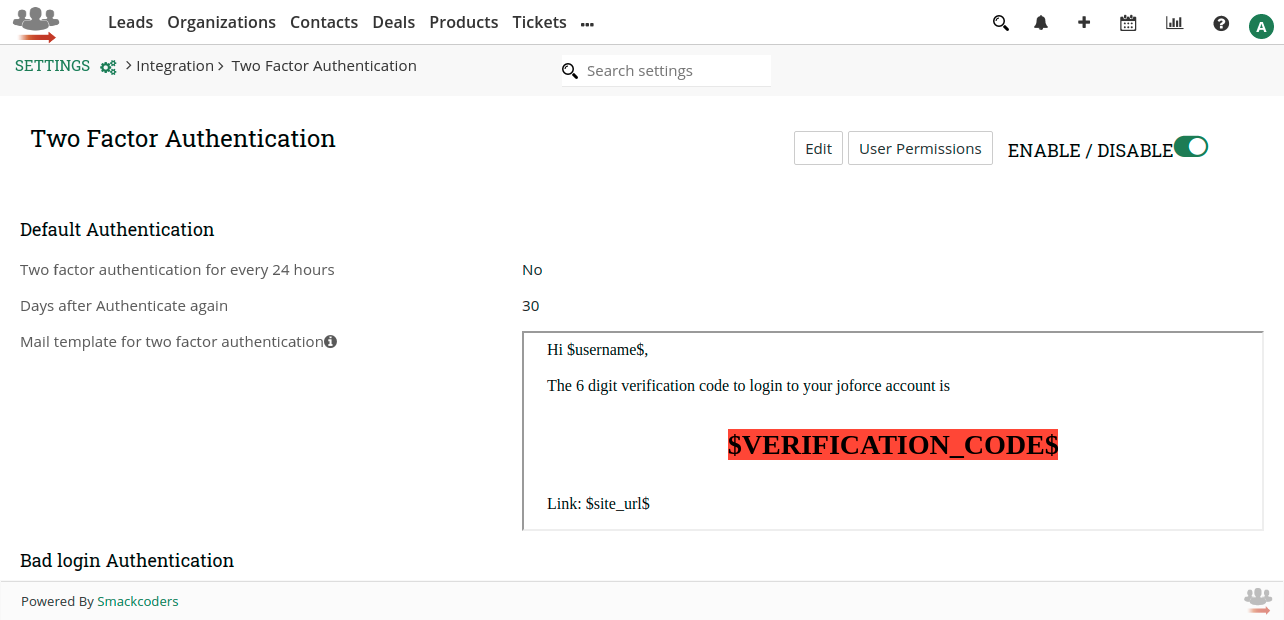 Leads Organizations Contacts Deals Products Tickets ... A
SETTINGS > Integration > Two Factor Authentication Search settings
Two Factor Authentication Edit User Permissions ENABLE / DISABLE
Default Authentication
Two factor authentication for every 24 hours No
Days after Authenticate again 30
Mail template for two factor authentication
Hi $username$,
The 6 digit verification code to login to your joforce account is
$VERIFICATION_CODE$
Link: $site_url$
Bad login Authentication
Powered By Smackcoders